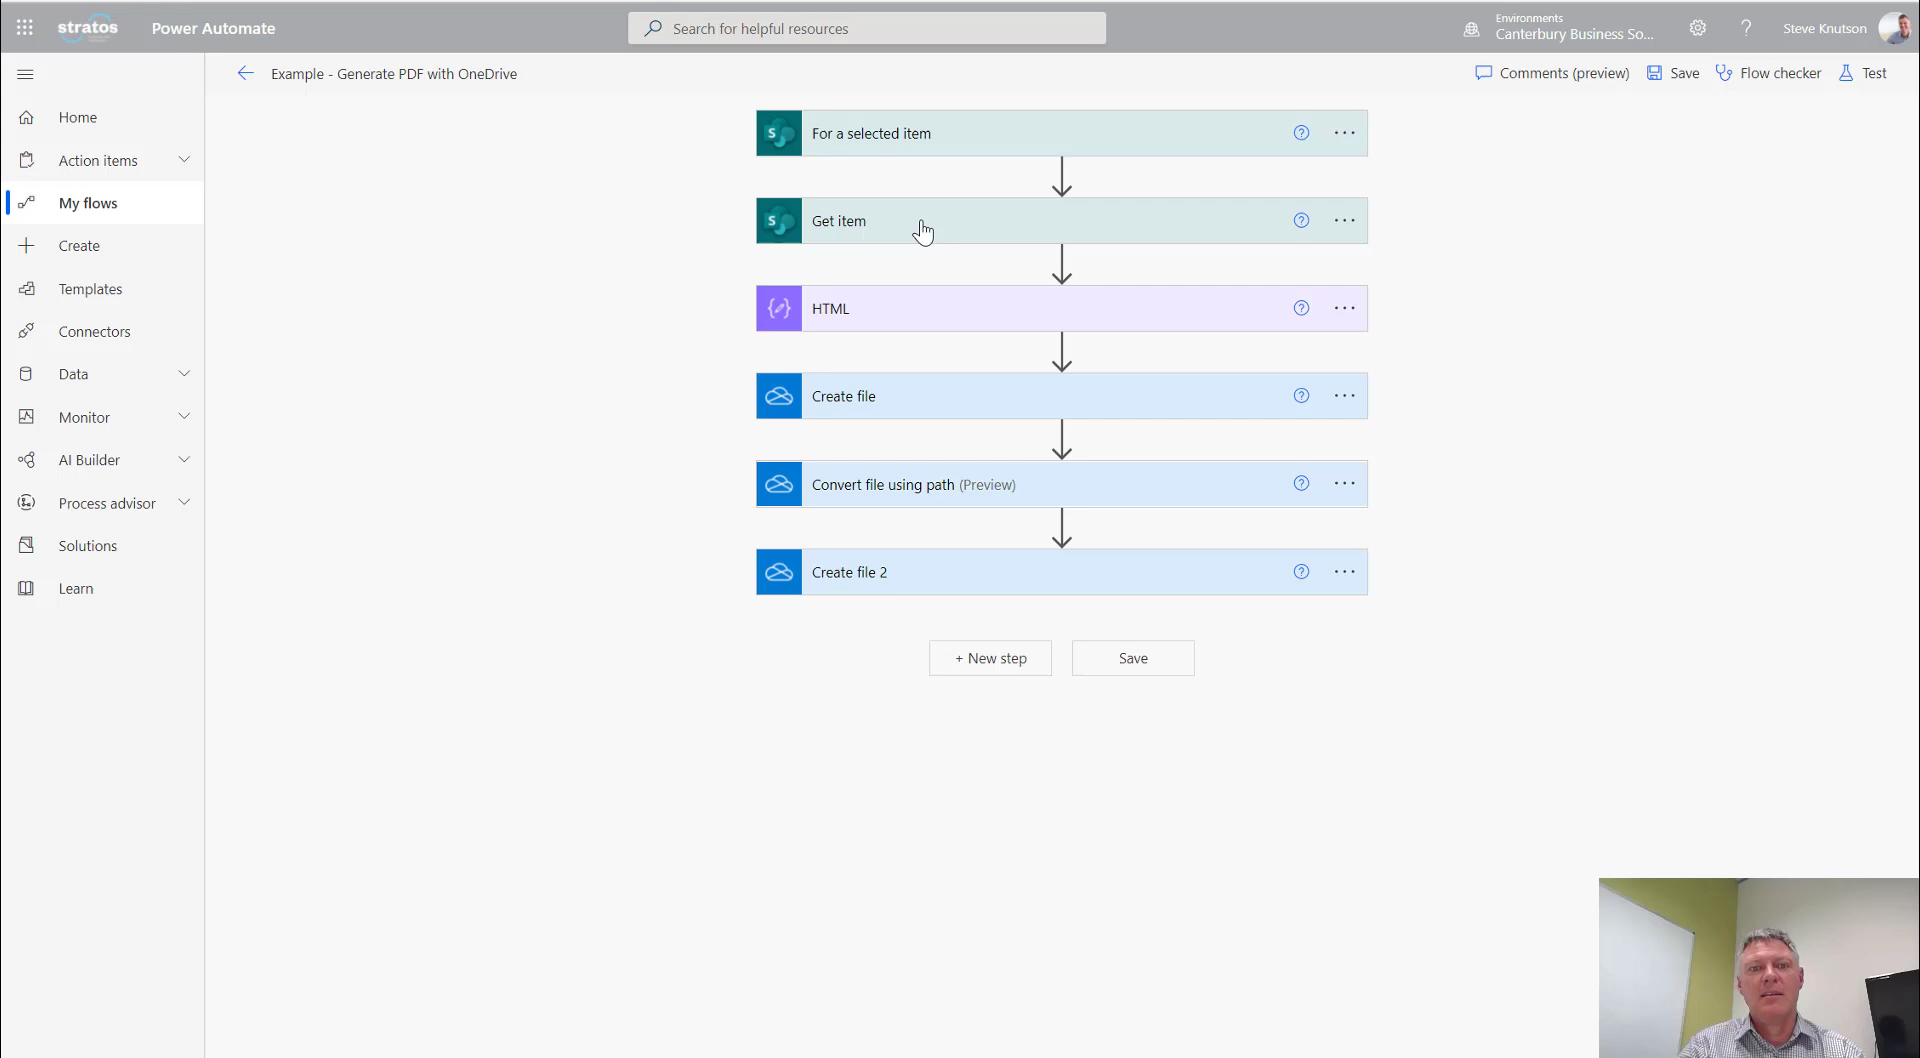 stratos
Power Automate
Search for helpful resources
Environments
Canterbury Business So...
?
Steve Knutson
Example - Generate PDF with OneDrive
Comments (preview)
Save
Flow checker
Test
Home
Action items
My flows
Create
Templates
Connectors
Data
Monitor
AI Builder
Process advisor
Solutions
Learn
For a selected item
Get item
HTML
Create file
Convert file using path (Preview)
Create file 2
+ New step
Save